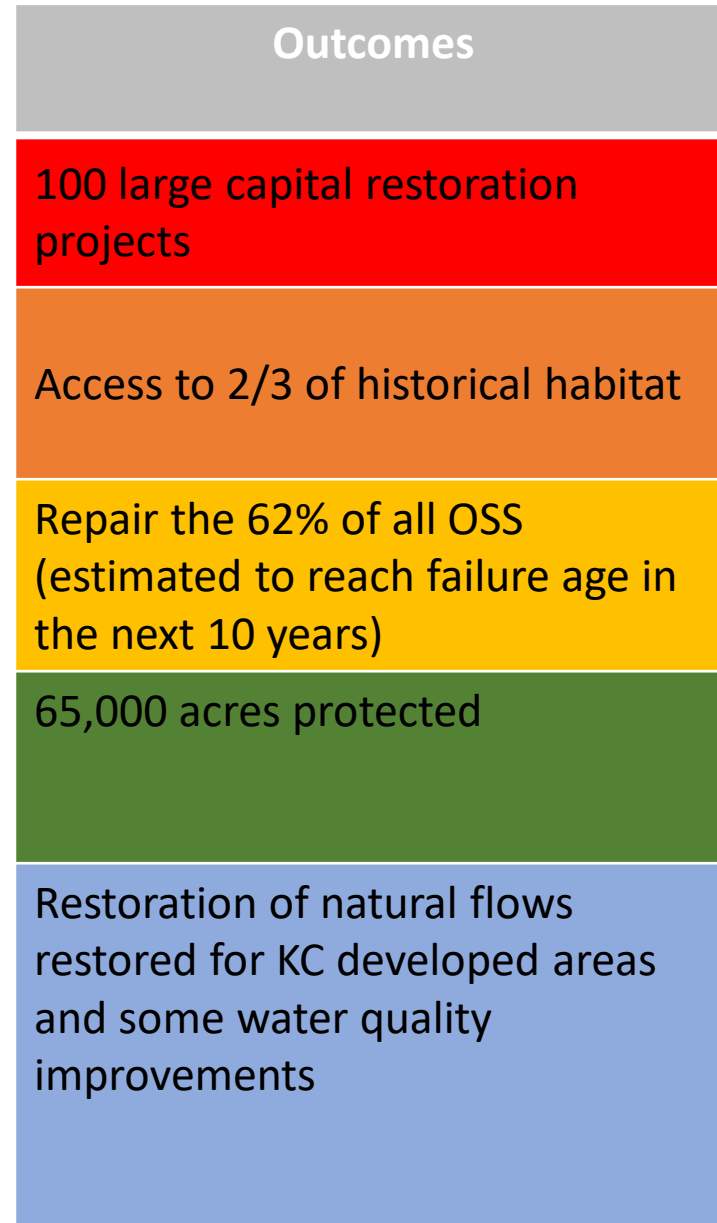 Outcomes
100 large capital restoration
projects
Access to 2/3 of historical habitat
Repair the 62% of all OSS
(estimated to reach failure age in
the next 10 years)
65,000 acres protected
Restoration of natural flows
restored for KC developed areas
and some water quality
improvements